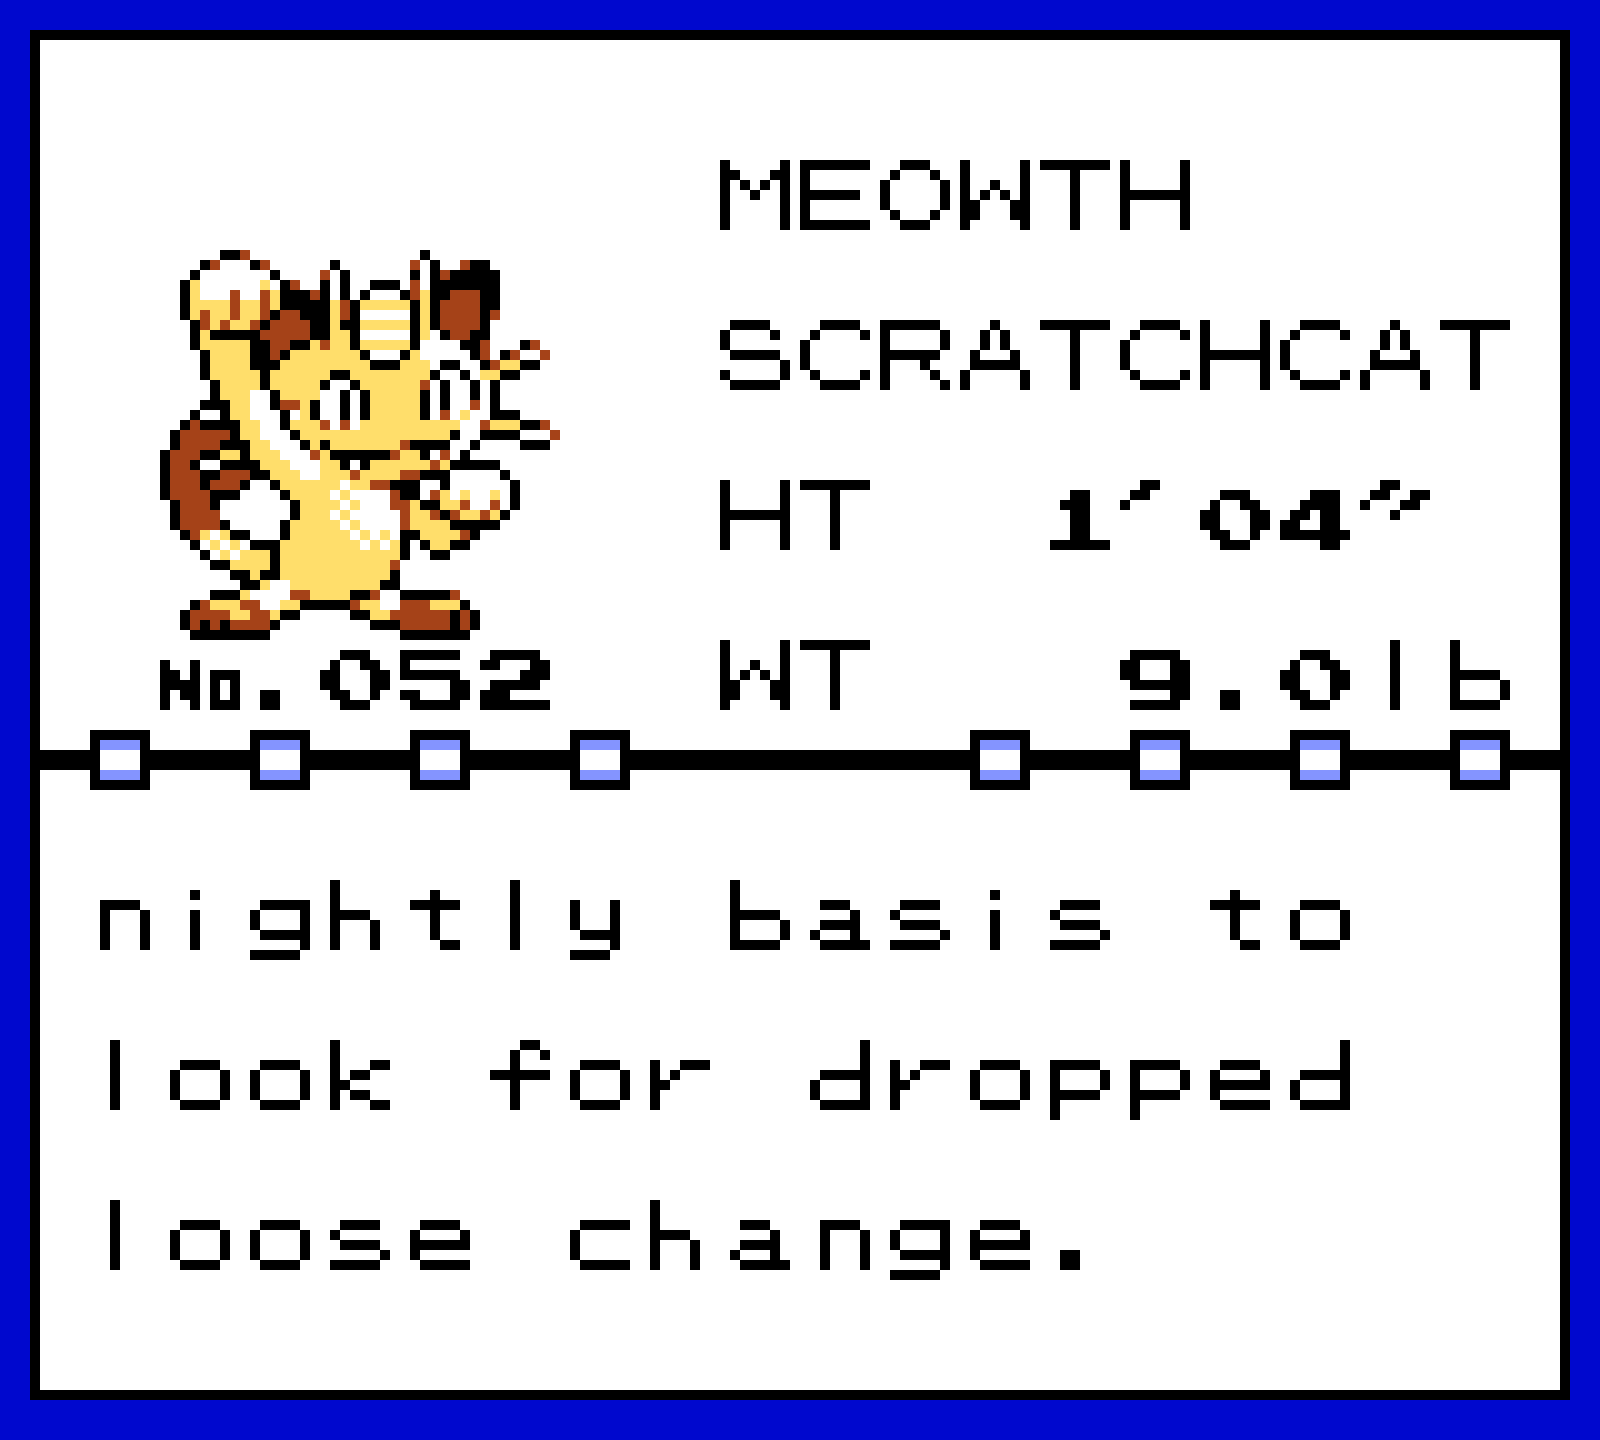 MEOWTH
SCRATCHCAT
HT 1′04″
WT 9.0lb
No.052
nightly basis to
look for dropped
loose change.